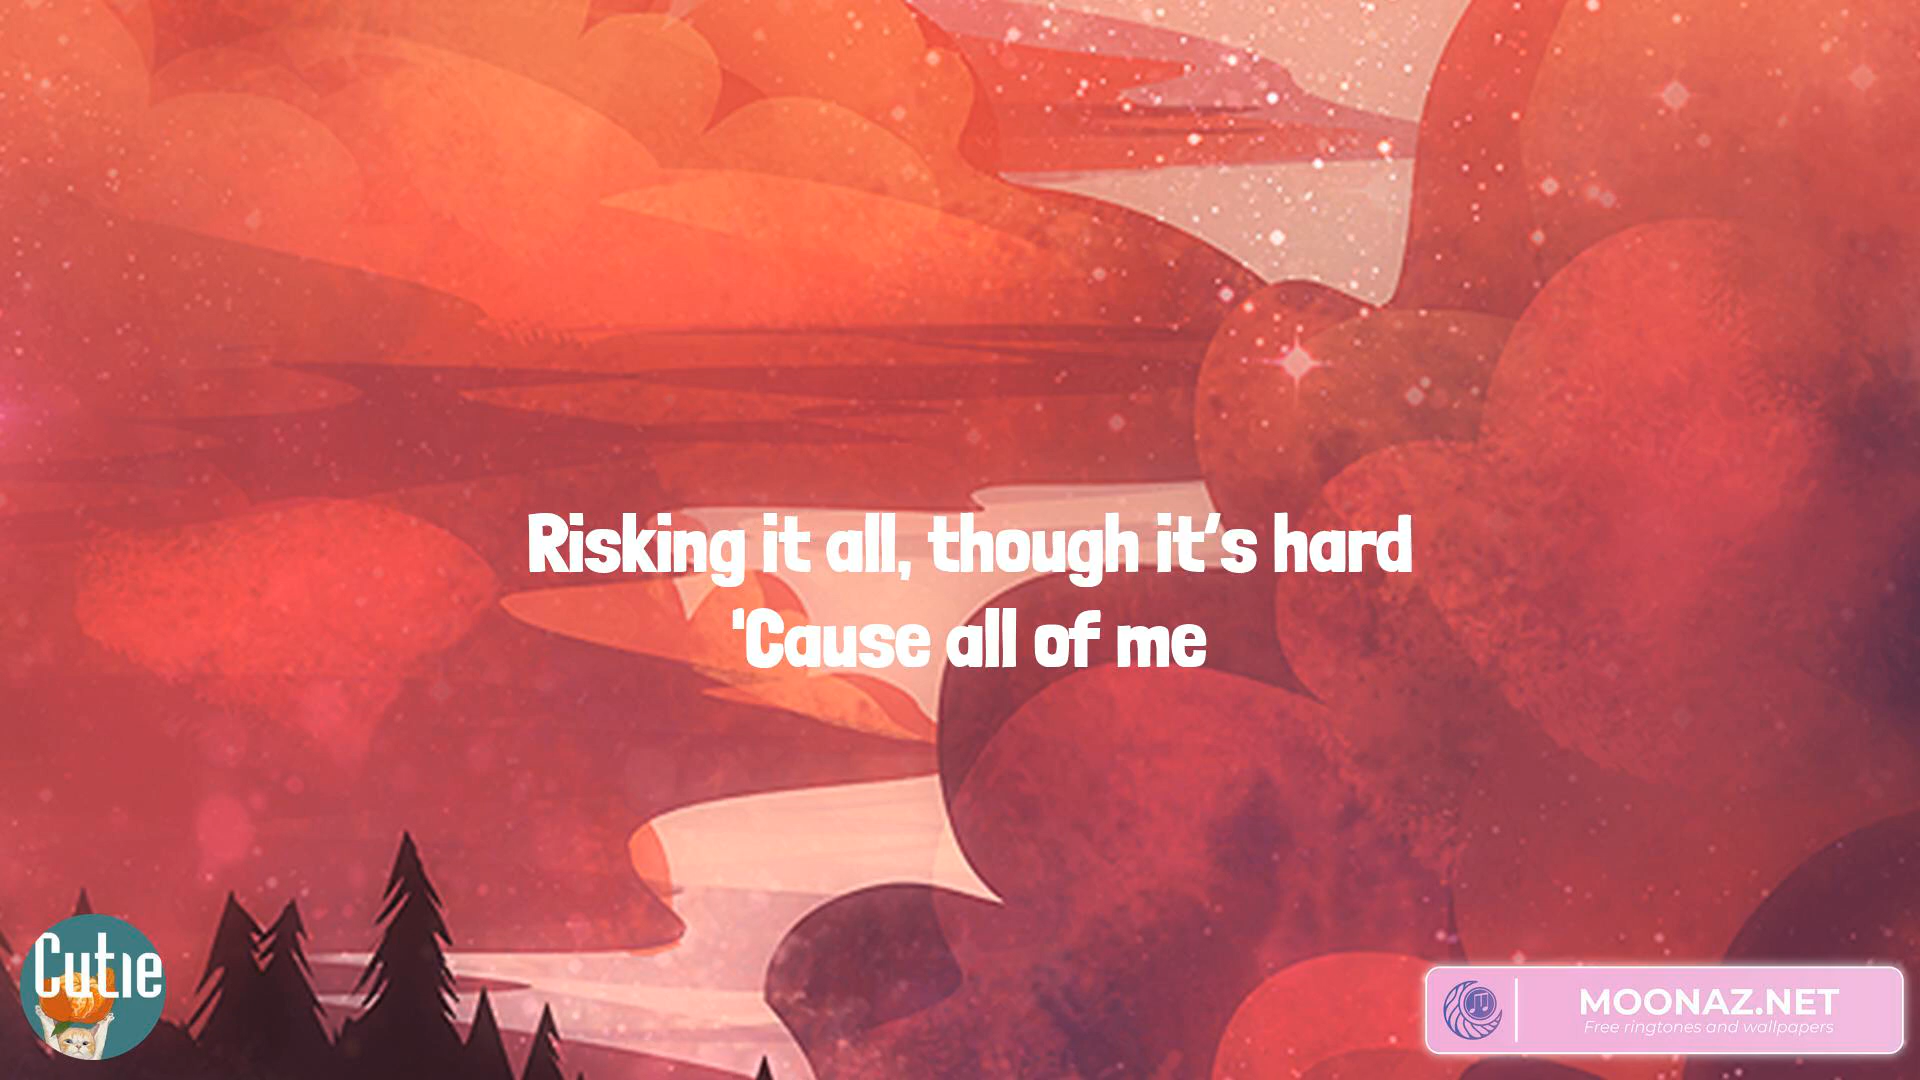 Risking it all, though it's hard
'Cause all of me
Cutie
MOONAZ.NET
Free ringtones and wallpapers